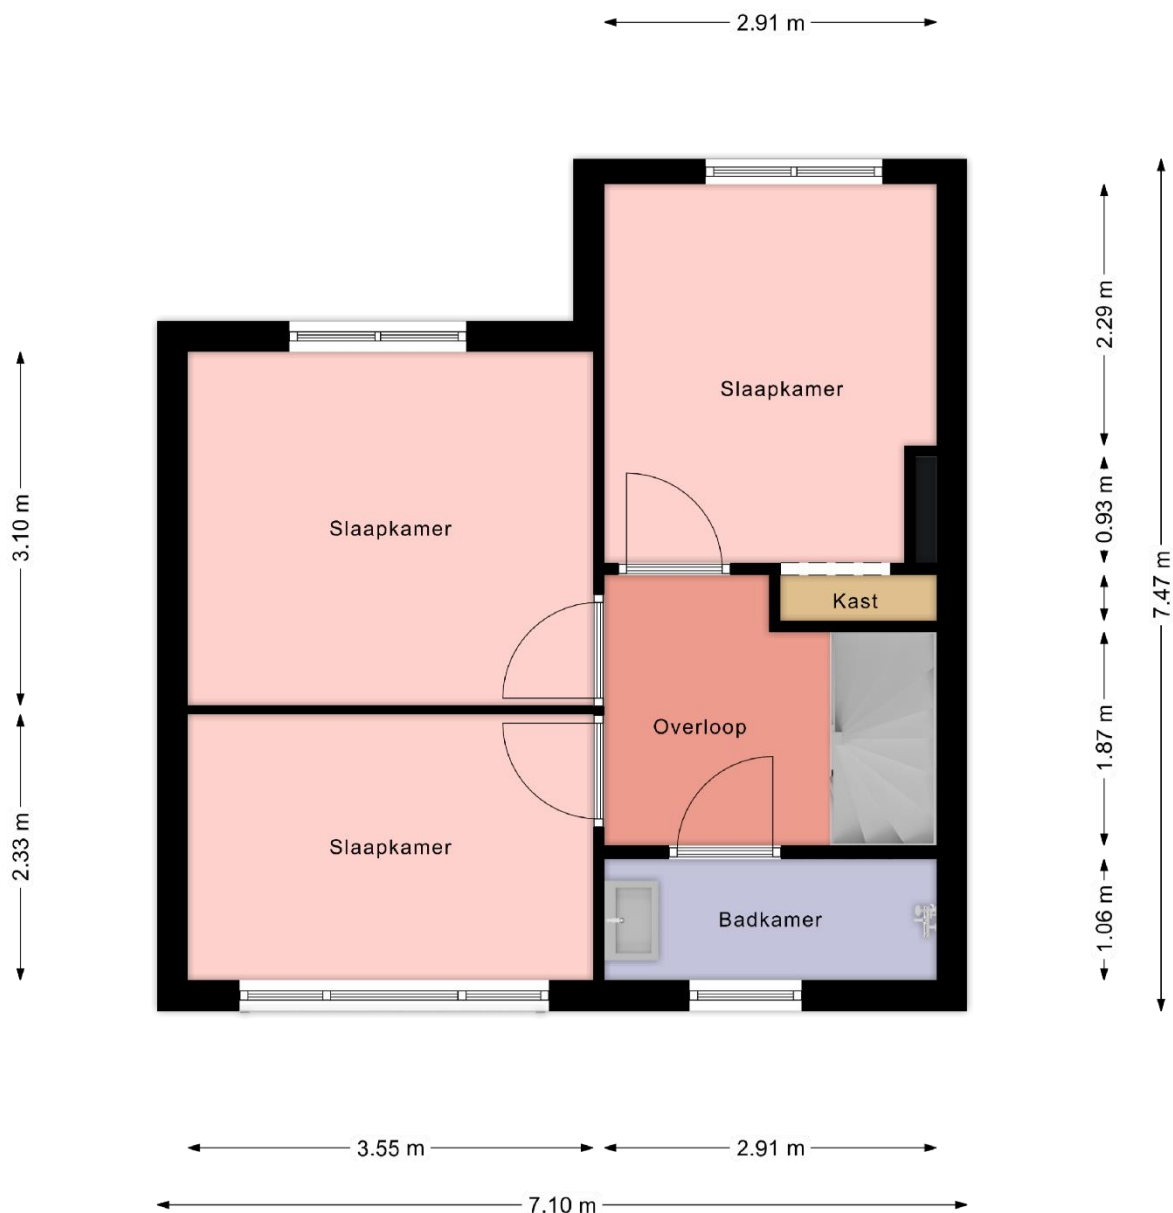 2.91 m
2.29 m
Slaapkamer
0.93 m
3.10 m
Slaapkamer
7.47 m
Kast
Overloop
1.87 m
2.33 m
Slaapkamer
Badkamer
1.06 m
3.55 m
2.91 m
7.10 m